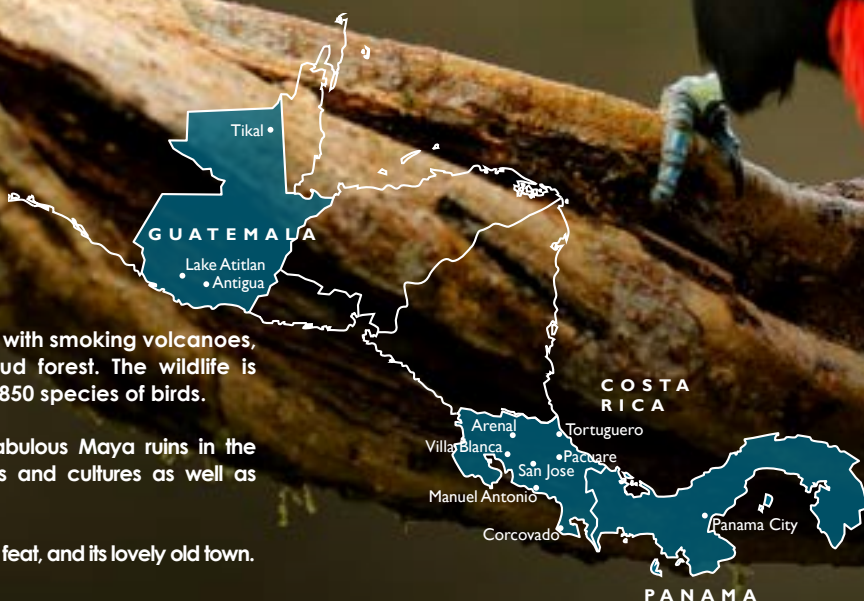 Tikal
GUATEMALA
Lake Atitlan
Antigua
with smoking volcanoes,
ud forest. The wildlife is
850 species of birds.
abulous Maya ruins in the
s and cultures as well as
feat, and its lovely old town.
COSTA
RICA
Arenal
Tortuguero
Villa Blanca
Pacuare
San Jose
Manuel Antonio
Corcovado
Panama City
PANAMA